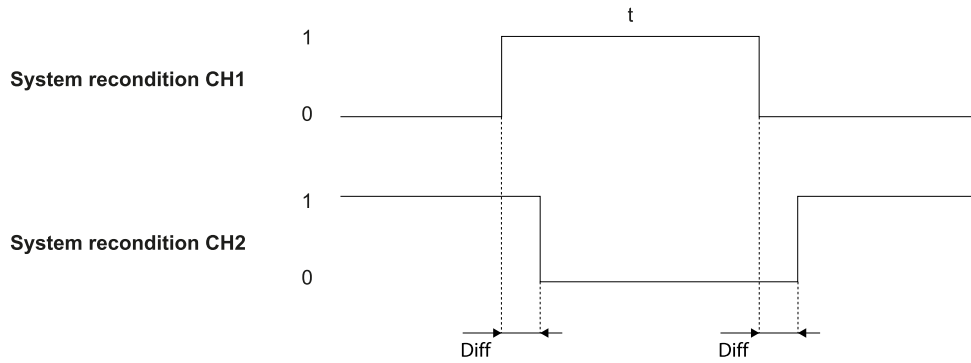 t
1
System recondition CH1
0
1
System recondition CH2
0
Diff Diff